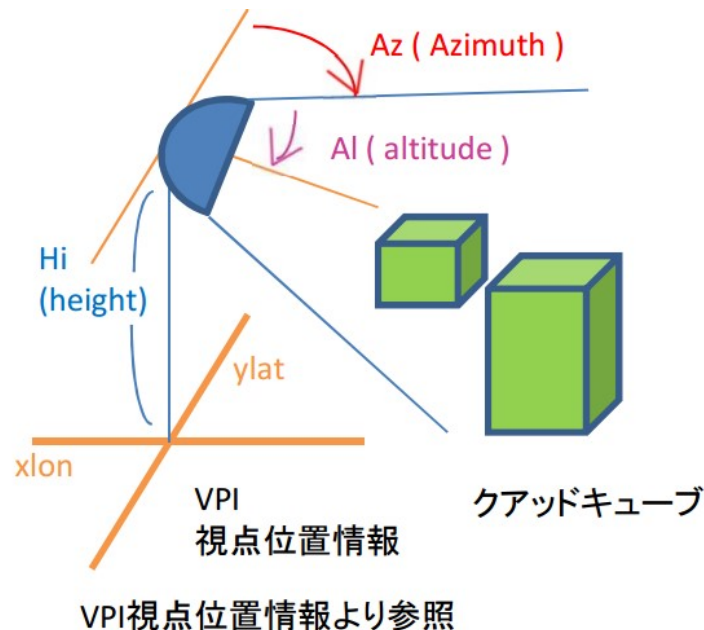 Az ( Azimuth )
Al ( altitude )
Hi
(height)
ylat
xlon
VPI
視点位置情報
クアッドキューブ
VPI視点位置情報より参照